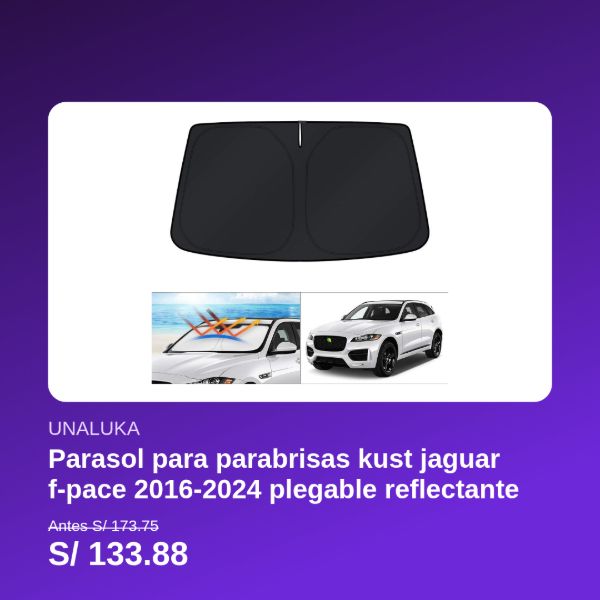 UNALUKA
Parasol para parabrisas kust jaguar
f-pace 2016-2024 plegable reflectante
Antes S/ 173.75
S/ 133.88